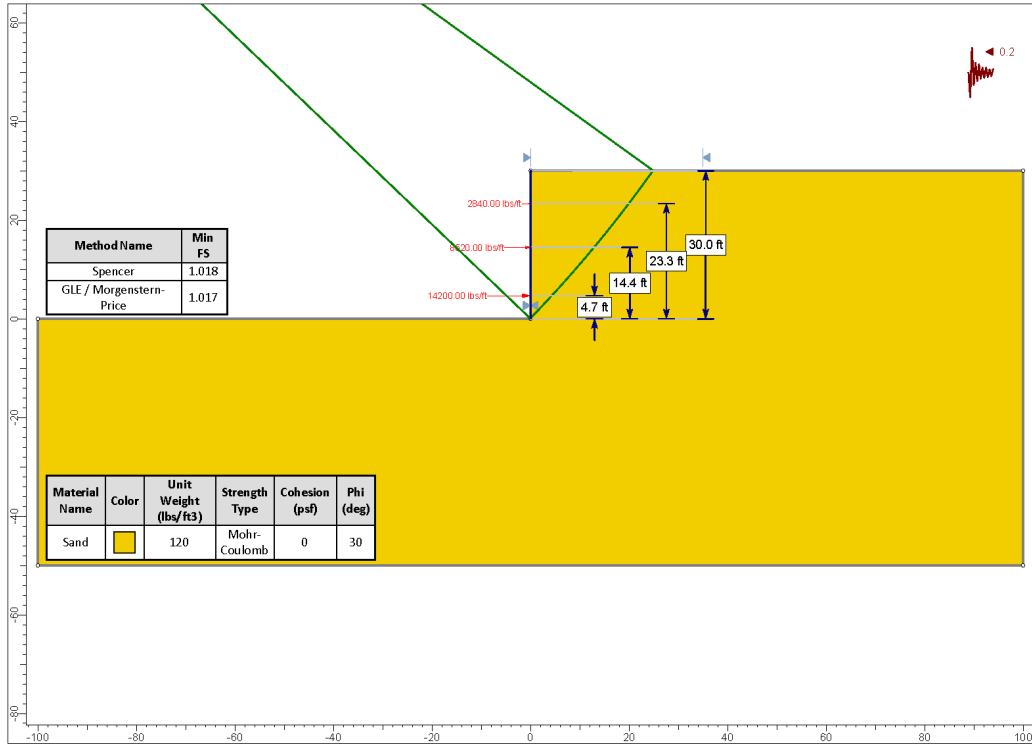 60
40
20
0
-20
-40
-60
-80
0.2
2840.00 lbs/ft
14200.00 lbs/ft
30.0 ft
23.3 ft
14.4 ft
4.7 ft
Method Name Min FS
Spencer 1.018
GLE / Morgenstern-Price 1.017
Material Name Color Unit Weight (lbs/ft3) Strength Type Cohesion (psf) Phi (deg)
Sand 120 Mohr-Coulomb 0 30
-100 -80 -60 -40 -20 0 20 40 60 80 100